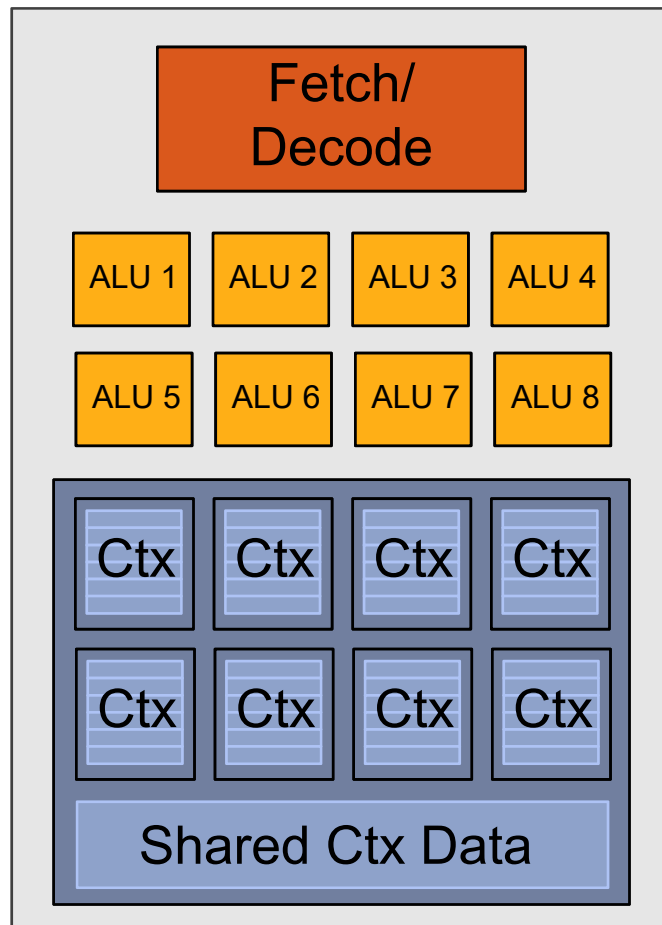 Fetch/
Decode
ALU 1 ALU 2 ALU 3 ALU 4
ALU 5 ALU 6 ALU 7 ALU 8
Ctx Ctx Ctx Ctx
Ctx Ctx Ctx Ctx
Shared Ctx Data